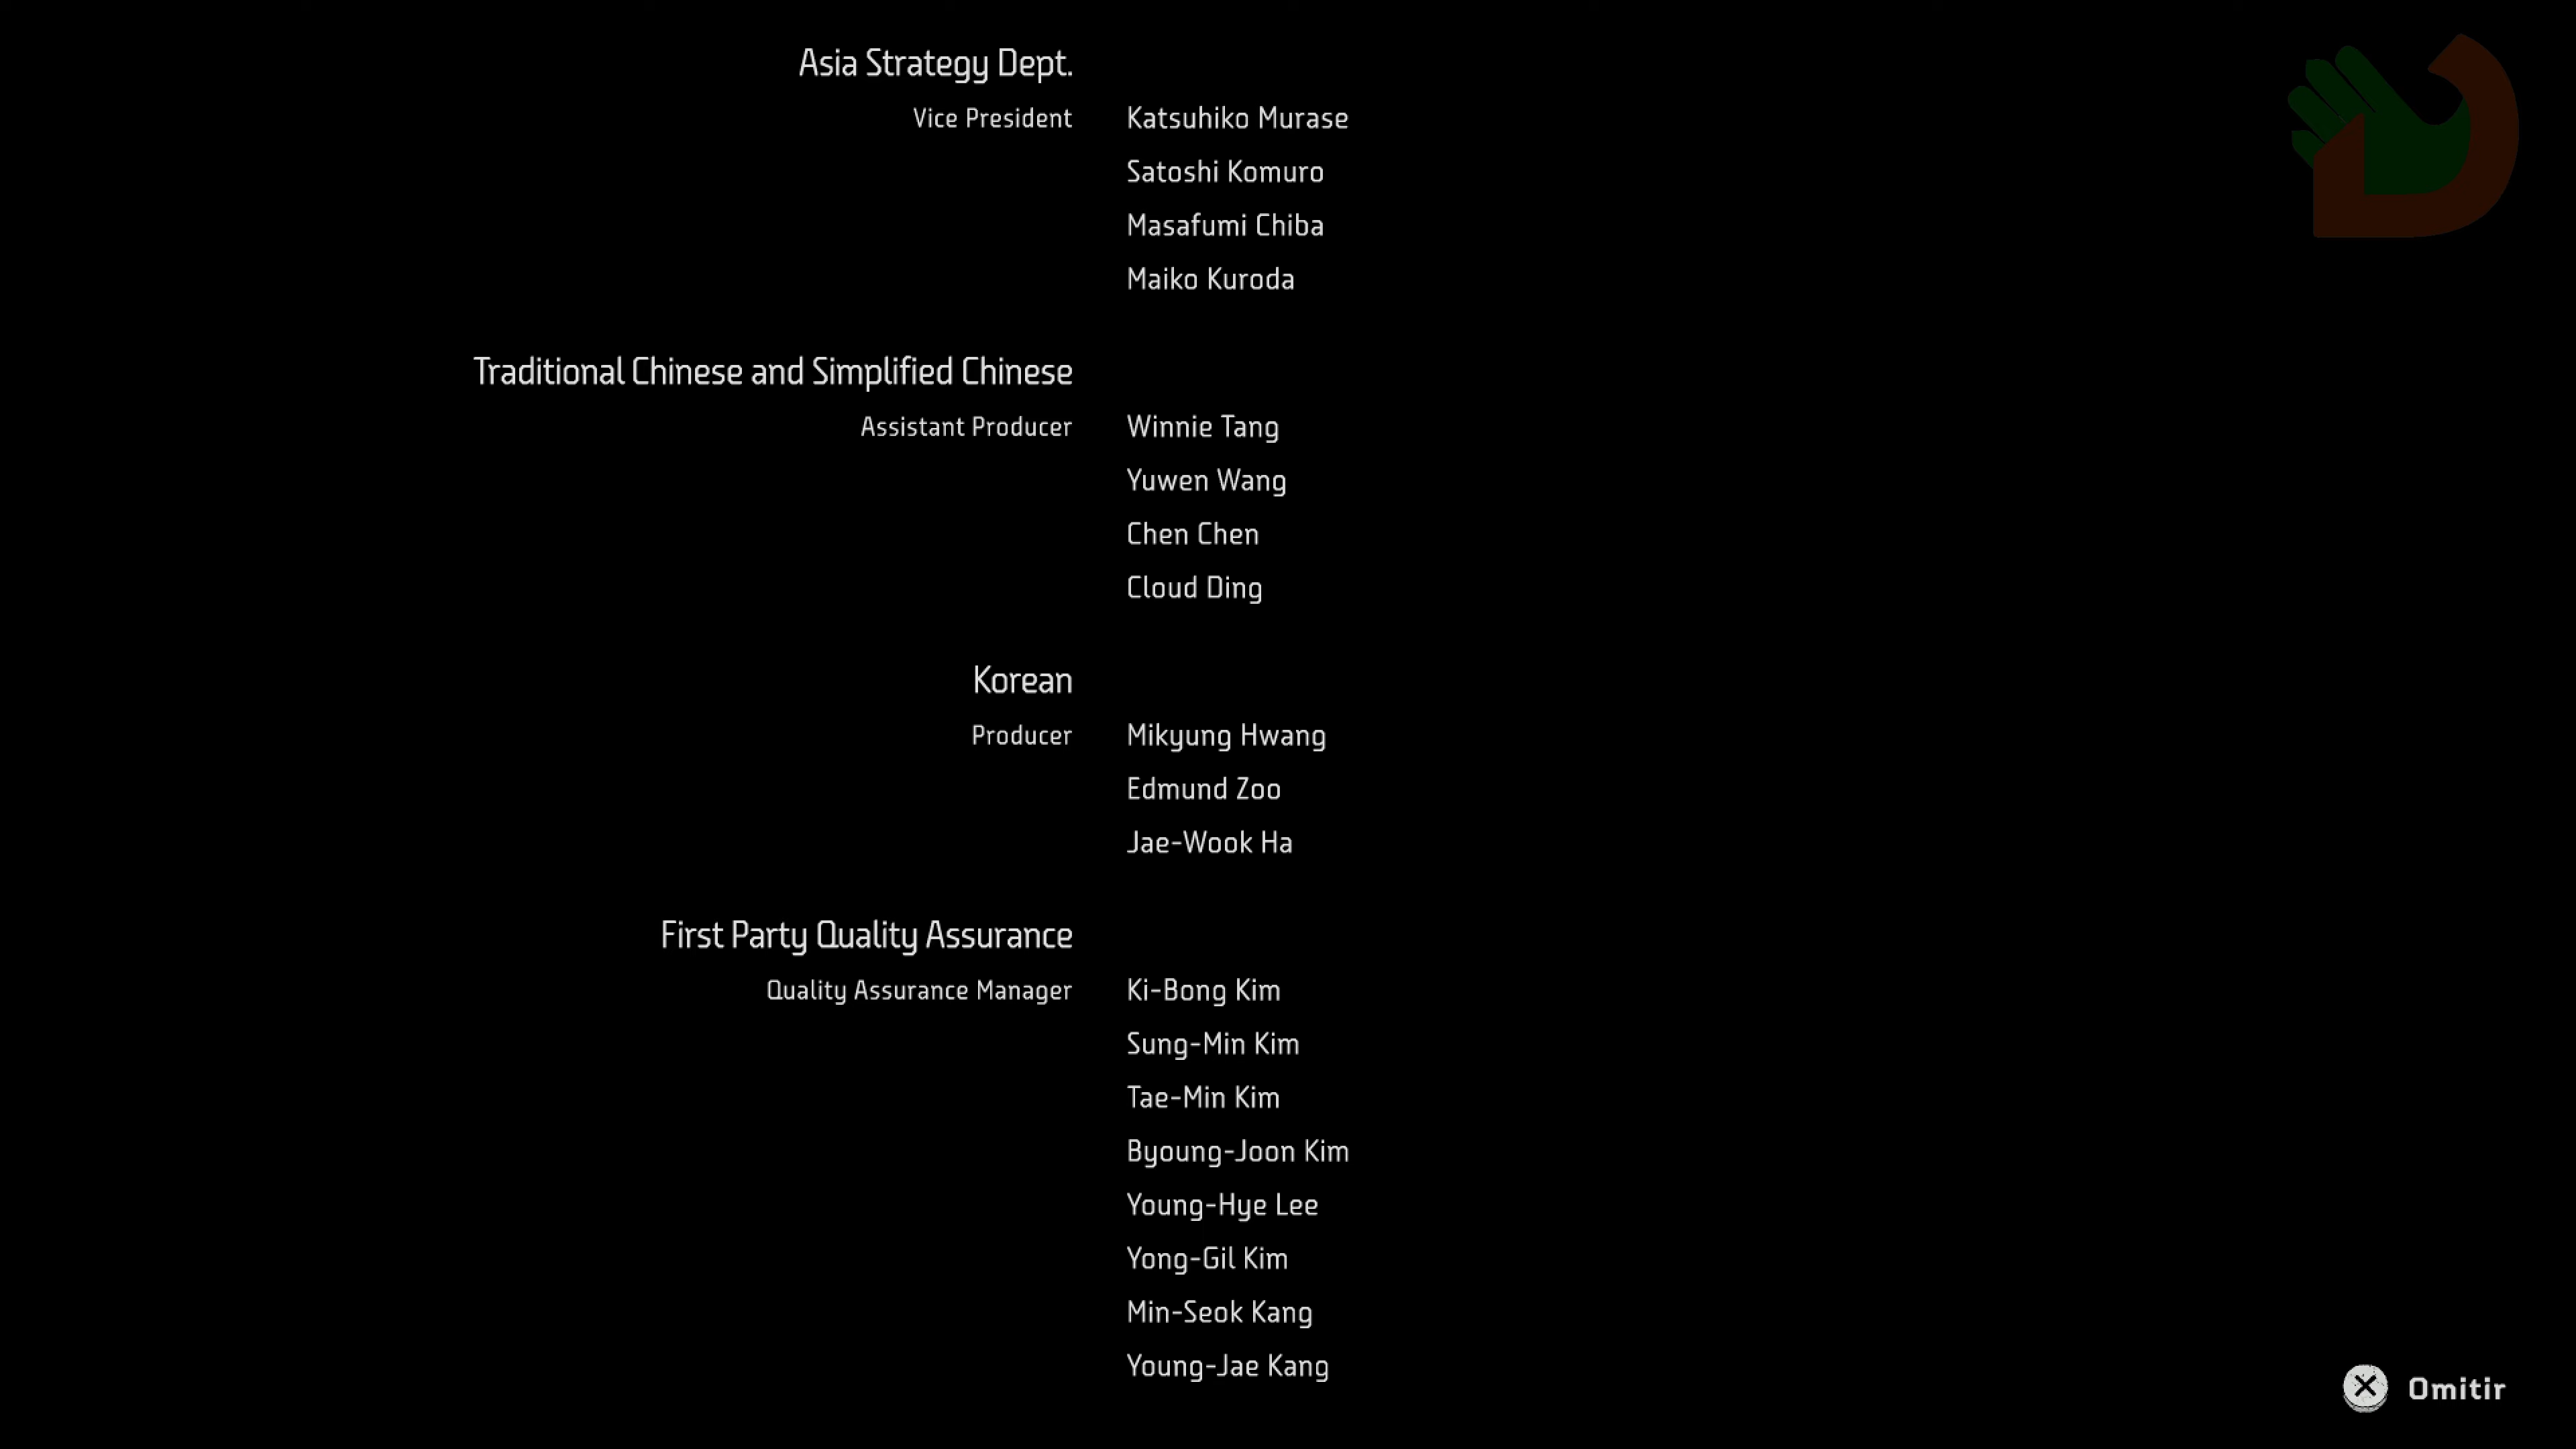 Asia Strategy Dept.
Vice President Katsuhiko Murase
Satoshi Komuro
Masafumi Chiba
Maiko Kuroda
Traditional Chinese and Simplified Chinese
Assistant Producer Winnie Tang
Yuwen Wang
Chen Chen
Cloud Ding
Korean
Producer Mikyung Hwang
Edmund Zoo
Jae-Wook Ha
First Party Quality Assurance
Quality Assurance Manager Ki-Bong Kim
Sung-Min Kim
Tae-Min Kim
Byoung-Joon Kim
Young-Hye Lee
Yong-Gil Kim
Min-Seok Kang
Young-Jae Kang
Omitir